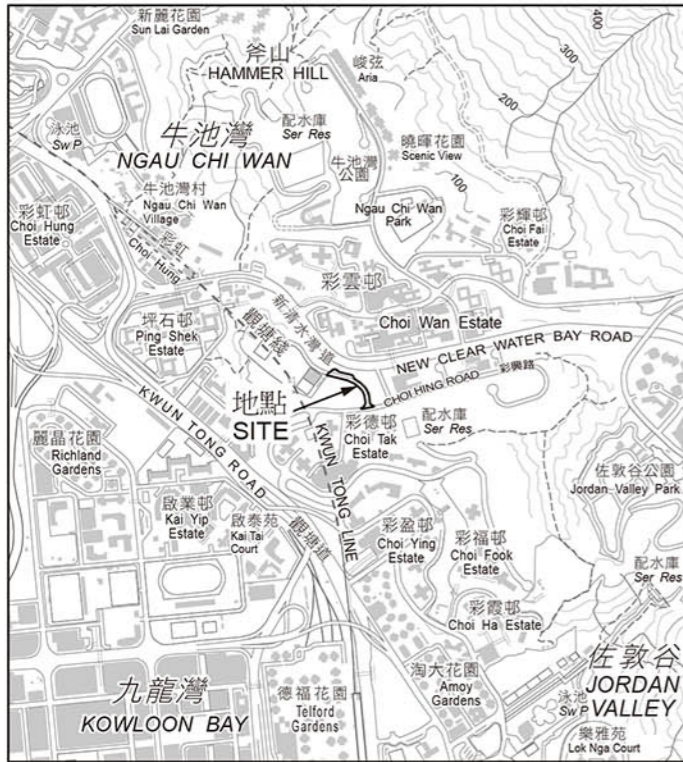 新麗花園
Sun Lai Garden
斧山
HAMMER HILL
峻弦
Aria
400
300
200
100
泳池
Sw P
牛池灣
NGAU CHI WAN
配水庫
Ser Res
牛池灣
公園
Ngau Chi Wan
Park
曉暉花園
Scenic View
牛池灣村
Ngau Chi Wan
Village
彩虹邨
Choi Hung
Estate
彩虹
Choi Hung
彩輝邨
Choi Fai
Estate
彩雲邨
Choi Wan Estate
坪石邨
Ping Shek
Estate
觀塘綫
新清水灣道
NEW CLEAR WATER BAY ROAD
CHOI HING ROAD
彩興路
地點
SITE
KWUN TONG ROAD
KWUN TONG LINE
彩德邨
Choi Tak
Estate
配水庫
Ser Res
麗晶花園
Richland
Gardens
佐敦谷公園
Jordan Valley Park
啟業邨
Kai Yip
Estate
啟泰苑
Kai Tai
Court
觀塘道
彩盈邨
Choi Ying
Estate
彩福邨
Choi Fook
Estate
配水庫
Ser Res
彩霞邨
Choi Ha Estate
九龍灣
KOWLOON BAY
德福花園
Telford
Gardens
淘大花園
Amoy
Gardens
佐敦谷
JORDAN
VALLEY
泳池
Sw P
樂雅苑
Lok Nga Court